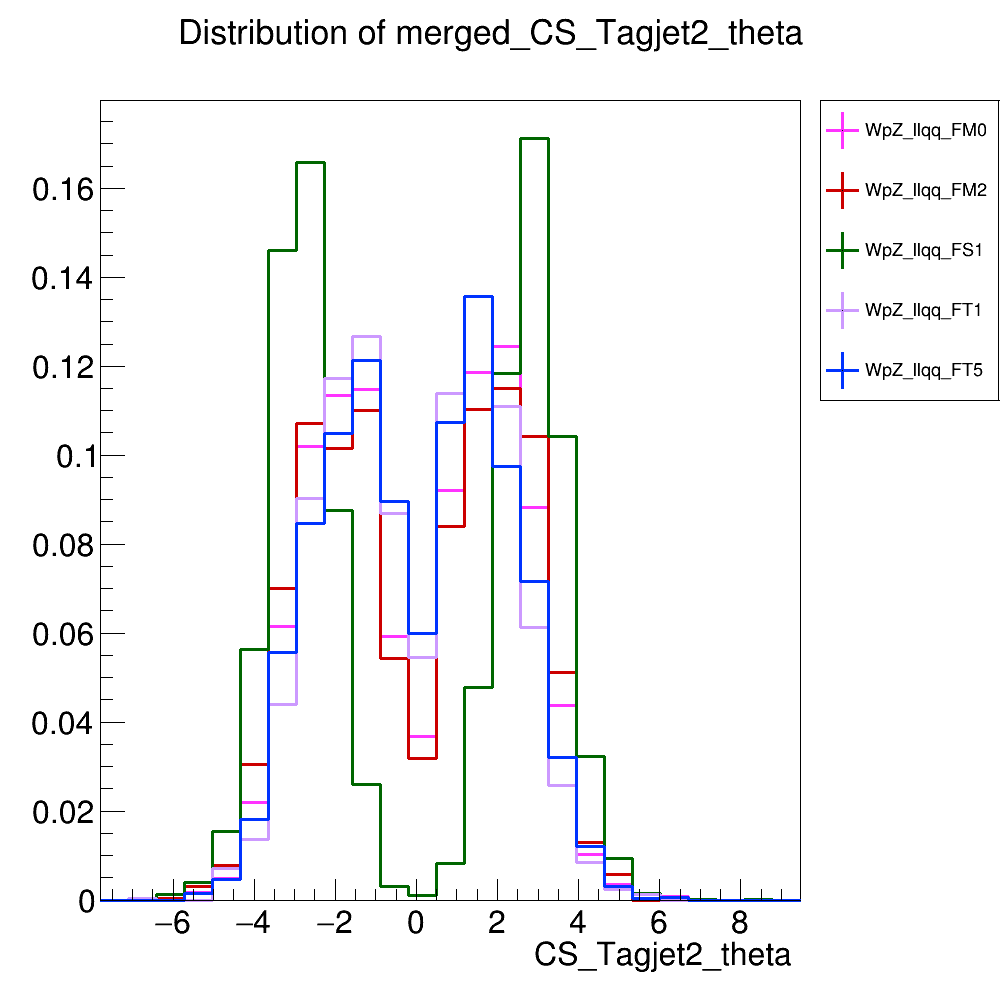 Distribution of merged_CS_Tagjet2_theta
WpZ_llqq_FM0
WpZ_llqq_FM2
WpZ_llqq_FS1
WpZ_llqq_FT1
WpZ_llqq_FT5
0.16
0.14
0.12
0.1
0.08
0.06
0.04
0.02
0
−6 −4 −2 0 2 4 6 8
CS_Tagjet2_theta